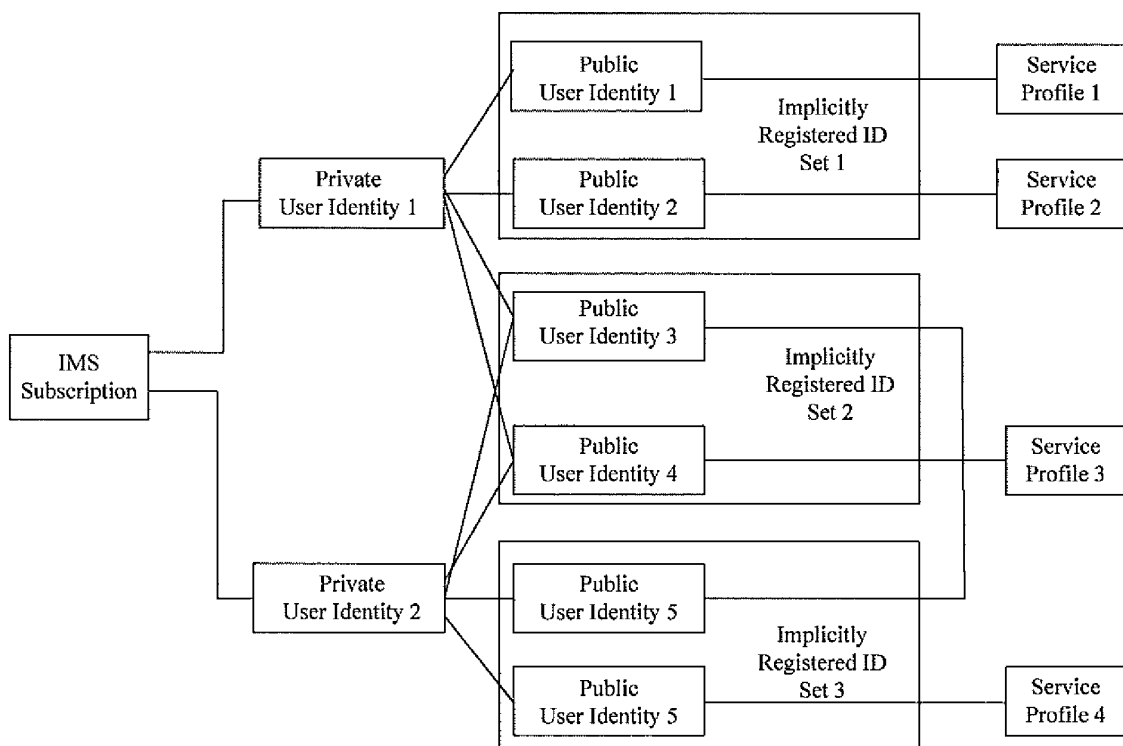 Public
User Identity 1
Service
Profile 1
Implicitly
Registered ID
Set 1
Private
User Identity 1
Public
User Identity 2
Service
Profile 2
Public
User Identity 3
IMS
Subscription
Implicitly
Registered ID
Set 2
Public
User Identity 4
Service
Profile 3
Private
User Identity 2
Public
User Identity 5
Implicitly
Registered ID
Set 3
Public
User Identity 5
Service
Profile 4